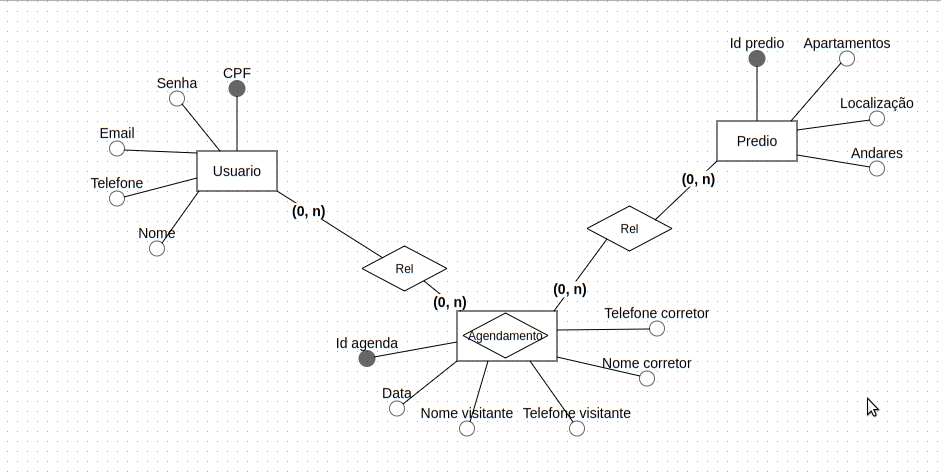 Id predio
Apartamentos
CPF
Senha
Localização
Email
Predio
Andares
Usuario
Telefone
(0, n)
(0, n)
Nome
Rel
Rel
(0, n)
(0, n)
Telefone corretor
Agendamento
Id agenda
Nome corretor
Data
Nome visitante
Telefone visitante